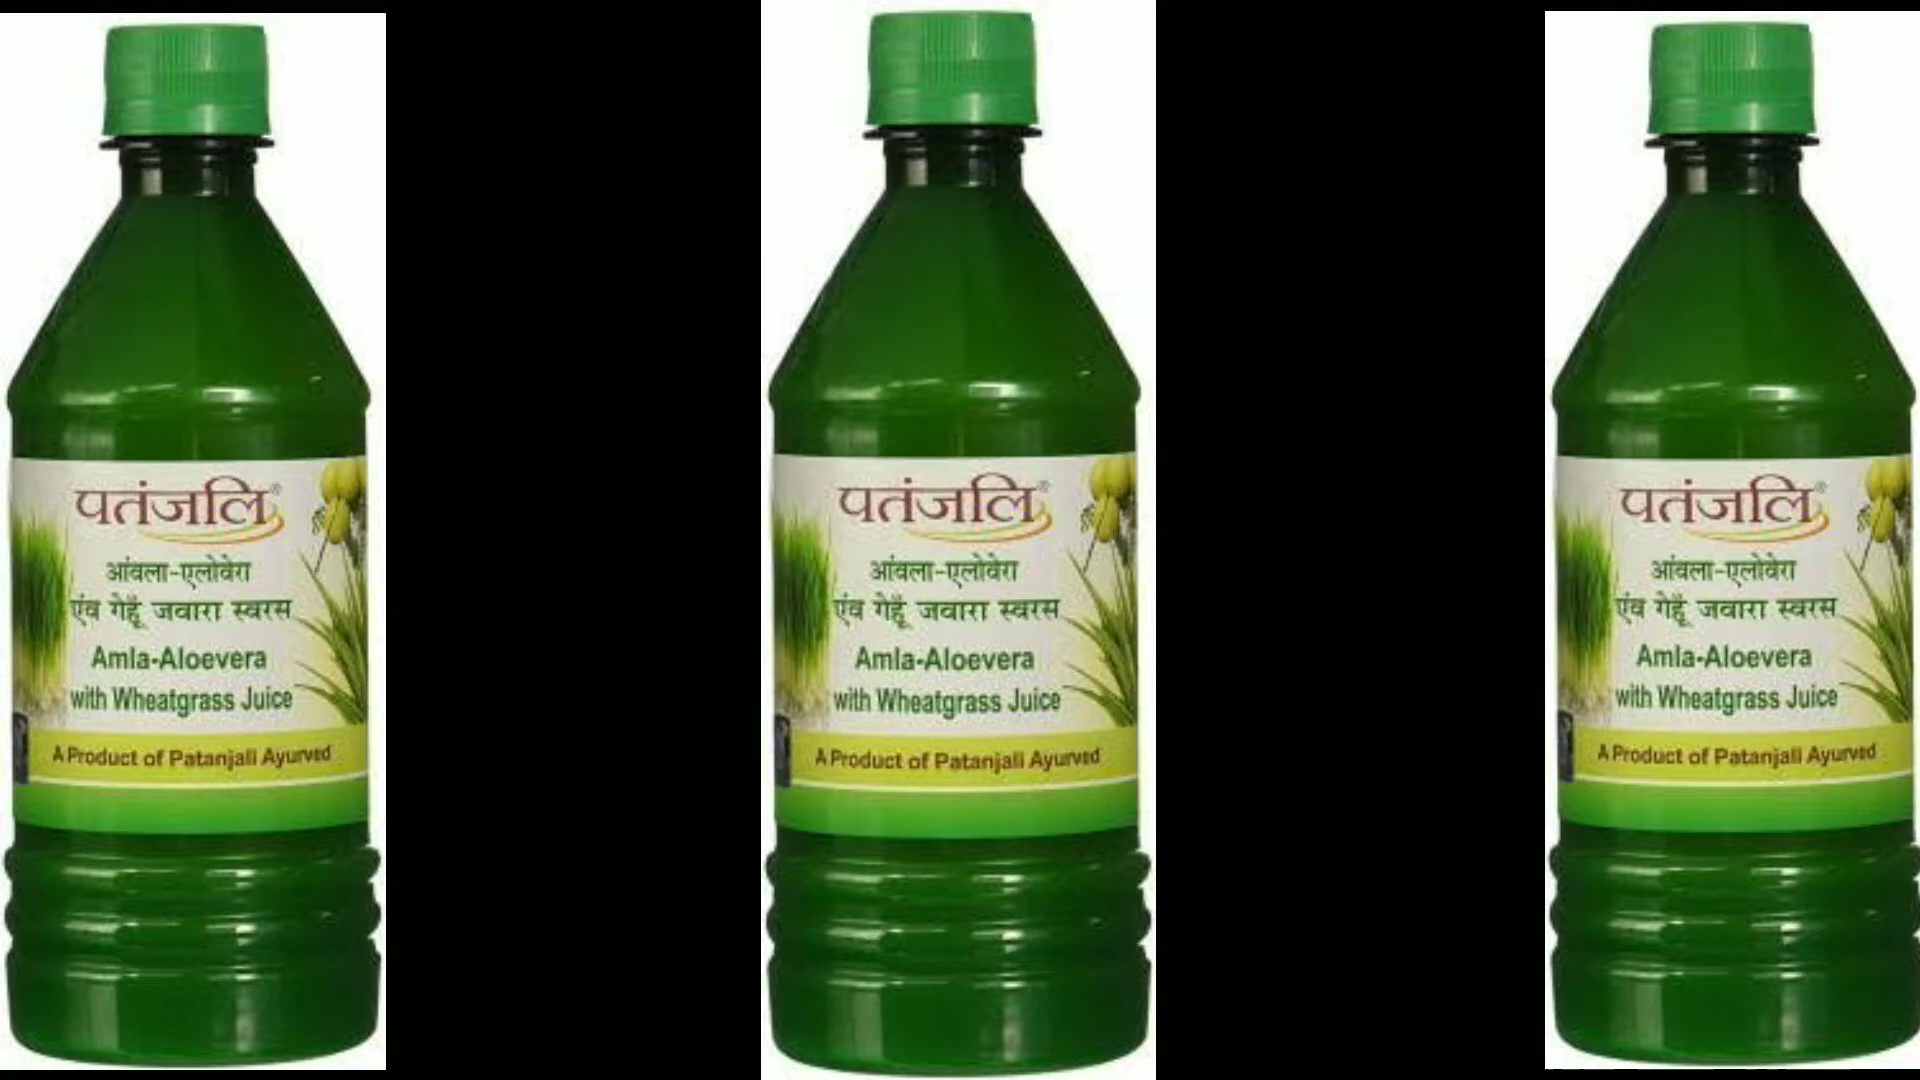 पतंजलि®
आंवला-एलोवेरा
एंव गेहूँ जवारा स्वरस
Amla-Aloevera
with Wheatgrass Juice
A Product of Patanjali Ayurved
पतंजलि®
आंवला-एलोवेरा
एंव गेहूँ जवारा स्वरस
Amla-Aloevera
with Wheatgrass Juice
A Product of Patanjali Ayurved
पतंजलि®
आंवला-एलोवेरा
एंव गेहूँ जवारा स्वरस
Amla-Aloevera
with Wheatgrass Juice
A Product of Patanjali Ayurved